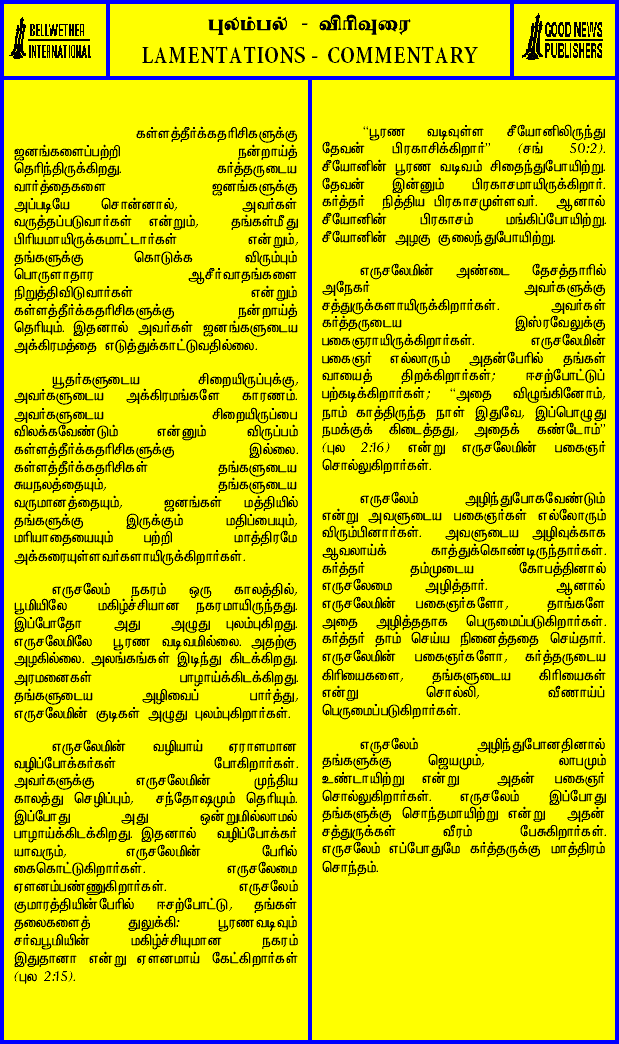 BELLWETHER
INTERNATIONAL
புலம்பல் - விரிவுரை
LAMENTATIONS - COMMENTARY
GOOD NEWS
PUBLISHERS
கள்ளத்தீர்க்கதரிசிகளுக்கு
ஜனங்களைப்பற்றி நன்றாய்த்
தெரிந்திருக்கிறது. கர்த்தருடைய
வார்த்தைகளை ஜனங்களுக்கு
அப்படியே சொன்னால், அவர்கள்
வருத்தப்படுவார்கள் என்றும், தங்கள்மீது
பிரியமாயிருக்கமாட்டார்கள் என்றும்,
தங்களுக்கு கொடுக்க விரும்பும்
பொருளாதார ஆசீர்வாதங்களை
நிறுத்திவிடுவார்கள் என்றும்
கள்ளத்தீர்க்கதரிசிகளுக்கு நன்றாய்த்
தெரியும். இதனால் அவர்கள் ஜனங்களுடைய
அக்கிரமத்தை எடுத்துக்காட்டுவதில்லை.
யூதர்களுடைய சிறையிருப்புக்கு,
அவர்களுடைய அக்கிரமங்களே காரணம்.
அவர்களுடைய சிறையிருப்பை
விலக்கவேண்டும் என்னும் விருப்பம்
கள்ளத்தீர்க்கதரிசிகளுக்கு இல்லை.
கள்ளத்தீர்க்கதரிசிகள் தங்களுடைய
சுயநலத்தையும், தங்களுடைய
வருமானத்தையும், ஜனங்கள் மத்தியில்
தங்களுக்கு இருக்கும் மதிப்பையும்,
மரியாதையையும் பற்றி மாத்திரமே
அக்கரையுள்ளவர்களாயிருக்கிறார்கள்.
எருசலேம் நகரம் ஒரு காலத்தில்,
பூமியிலே மகிழ்ச்சியான நகரமாயிருந்தது.
இப்போதோ அது அழுது புலம்புகிறது.
எருசலேமிலே பூரண வடிவமில்லை. அதற்கு
அழகில்லை. அலங்கங்கள் இடிந்து கிடக்கிறது.
அரமனைகள் பாழாய்க்கிடக்கிறது.
தங்களுடைய அழிவைப் பார்த்து,
எருசலேமின் குடிகள் அழுது புலம்புகிறார்கள்.
எருசலேமின் வழியாய் ஏராளமான
வழிப்போக்கர்கள் போகிறார்கள்.
அவர்களுக்கு எருசலேமின் முந்திய
காலத்து செழிப்பும், சந்தோஷமும் தெரியும்.
இப்போது அது ஒன்றுமில்லாமல்
பாழாய்க்கிடக்கிறது. இதனால் வழிப்போக்கர்
யாவரும், எருசலேமின் பேரில்
கைகொட்டுகிறார்கள். எருசலேமை
ஏளனம்பண்ணுகிறார்கள். எருசலேம்
குமாரத்தியின்பேரில் ஈசற்போட்டு, தங்கள்
தலைகளைத் துலுக்கி: பூரணவடிவும்
சர்வபூமியின் மகிழ்ச்சியுமான நகரம்
இதுதானா என்று ஏளனமாய் கேட்கிறார்கள்
(புல 2:15).
“பூரண வடிவுள்ள சீயோனிலிருந்து
தேவன் பிரகாசிக்கிறார்” (சங் 50:2).
சீயோனின் பூரண வடிவம் சிதைந்துபோயிற்று.
தேவன் இன்னும் பிரகாசமாயிருக்கிறார்.
கர்த்தர் நித்திய பிரகாசமுள்ளவர். ஆனால்
சீயோனின் பிரகாசம் மங்கிப்போயிற்று.
சீயோனின் அழகு குலைந்துபோயிற்று.
எருசலேமின் அண்டை தேசத்தாரில்
அநேகர் அவர்களுக்கு
சத்துருக்களாயிருக்கிறார்கள். அவர்கள்
கர்த்தருடைய இஸ்ரவேலுக்கு
பகைஞராயிருக்கிறார்கள். எருசலேமின்
பகைஞர் எல்லாரும் அதன்பேரில் தங்கள்
வாயைத் திறக்கிறார்கள்; ஈசற்போட்டுப்
பற்கடிக்கிறார்கள்; “அதை விழுங்கினோம்,
நாம் காத்திருந்த நாள் இதுவே, இப்பொழுது
நமக்குக் கிடைத்தது, அதைக் கண்டோம்”
(புல 2:16) என்று எருசலேமின் பகைஞர்
சொல்லுகிறார்கள்.
எருசலேம் அழிந்துபோகவேண்டும்
என்று அவளுடைய பகைஞர்கள் எல்லோரும்
விரும்பினார்கள். அவளுடைய அழிவுக்காக
ஆவலாய்க் காத்துக்கொண்டிருந்தார்கள்.
கர்த்தர் தம்முடைய கோபத்தினால்
எருசலேமை அழித்தார். ஆனால்
எருசலேமின் பகைஞர்களோ, தாங்களே
அதை அழித்ததாக பெருமைப்படுகிறார்கள்.
கர்த்தர் தாம் செய்ய நினைத்ததை செய்தார்.
எருசலேமின் பகைஞர்களோ, கர்த்தருடைய
கிரியைகளை, தங்களுடைய கிரியைகள்
என்று சொல்லி, வீணாய்ப்
பெருமைப்படுகிறார்கள்.
எருசலேம் அழிந்துபோனதினால்
தங்களுக்கு ஜெயமும், லாபமும்
உண்டாயிற்று என்று அதன் பகைஞர்
சொல்லுகிறார்கள். எருசலேம் இப்போது
தங்களுக்கு சொந்தமாயிற்று என்று அதன்
சத்துருக்கள் வீரம் பேசுகிறார்கள்.
எருசலேம் எப்போதுமே கர்த்தருக்கு மாத்திரம்
சொந்தம்.